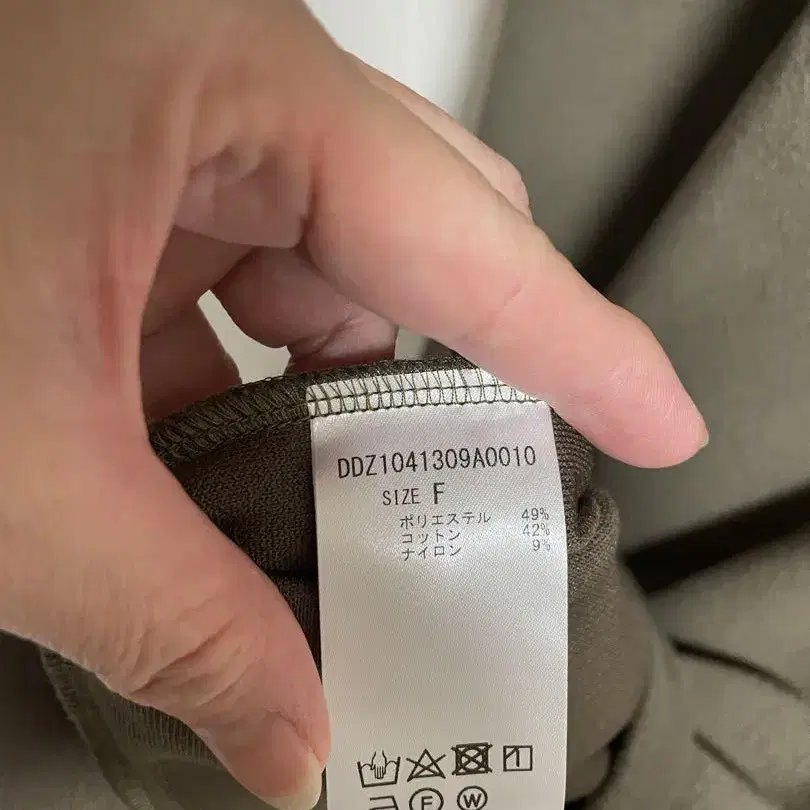 DDZ1041309A0010
SIZE F
ポリエステル 49%
コットン 42%
ナイロン 9%
F W